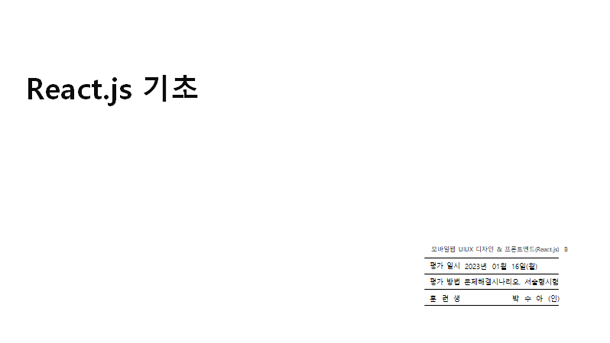 React.js 기초
모바일웹 UIUX 디자인 & 프론트엔드(React.js) B
평가 일시 2023년 01월 16일(월)
평가 방법 문제해결시나리오, 서술형시험
훈 련 생 박 수 아 (인)